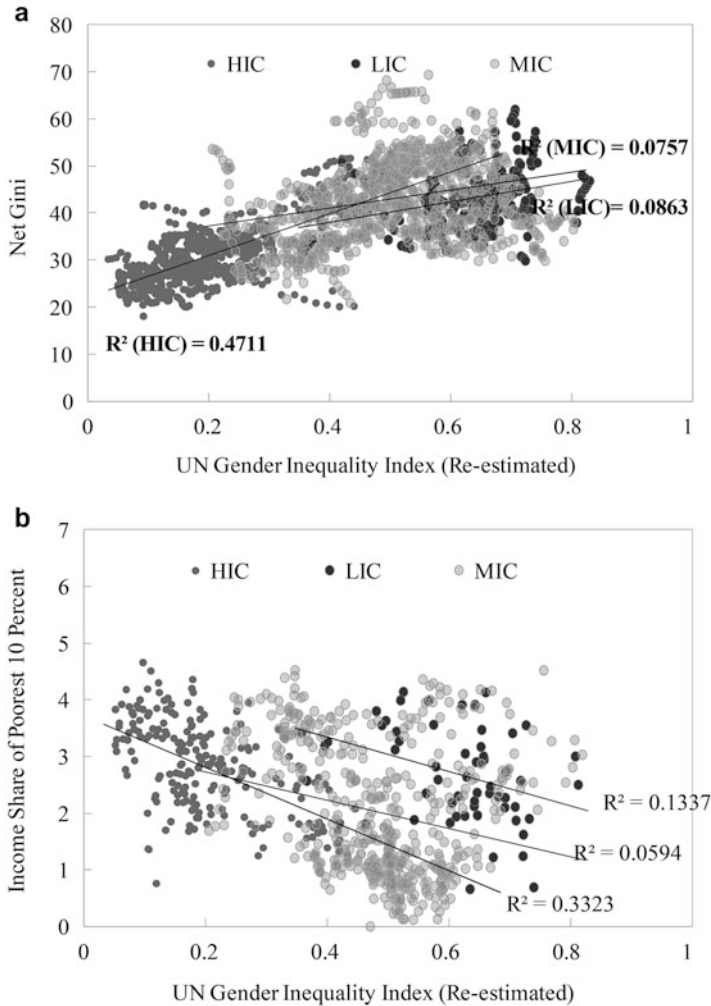 a
80
70
60
50
40
30
20
10
0
Net Gini
HIC LIC MIC
R² (MIC) = 0.0757
R² (LIC)= 0.0863
R² (HIC) = 0.4711
0 0.2 0.4 0.6 0.8 1
UN Gender Inequality Index (Re-estimated)
b
7
6
5
4
3
2
1
0
Income Share of Poorest 10 Percent
HIC LIC MIC
R² = 0.1337
R² = 0.0594
R² = 0.3323
0 0.2 0.4 0.6 0.8 1
UN Gender Inequality Index (Re-estimated)